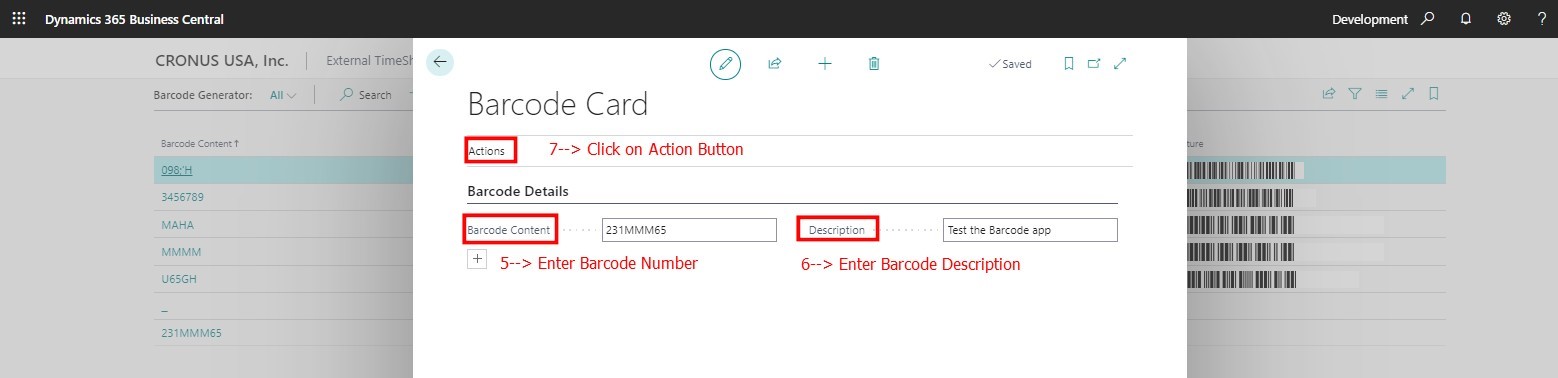 Dynamics 365 Business Central
Development
?
CRONUS USA, Inc.
External TimeSh
Saved
Barcode Generator:
All
Search
Barcode Card
Barcode Content ↑
ture
Actions
7--> Click on Action Button
098;'H
3456789
MAHA
MMMM
U65GH
_
231MMM65
Barcode Details
Barcode Content
231MMM65
Description
Test the Barcode app
5--> Enter Barcode Number
6--> Enter Barcode Description